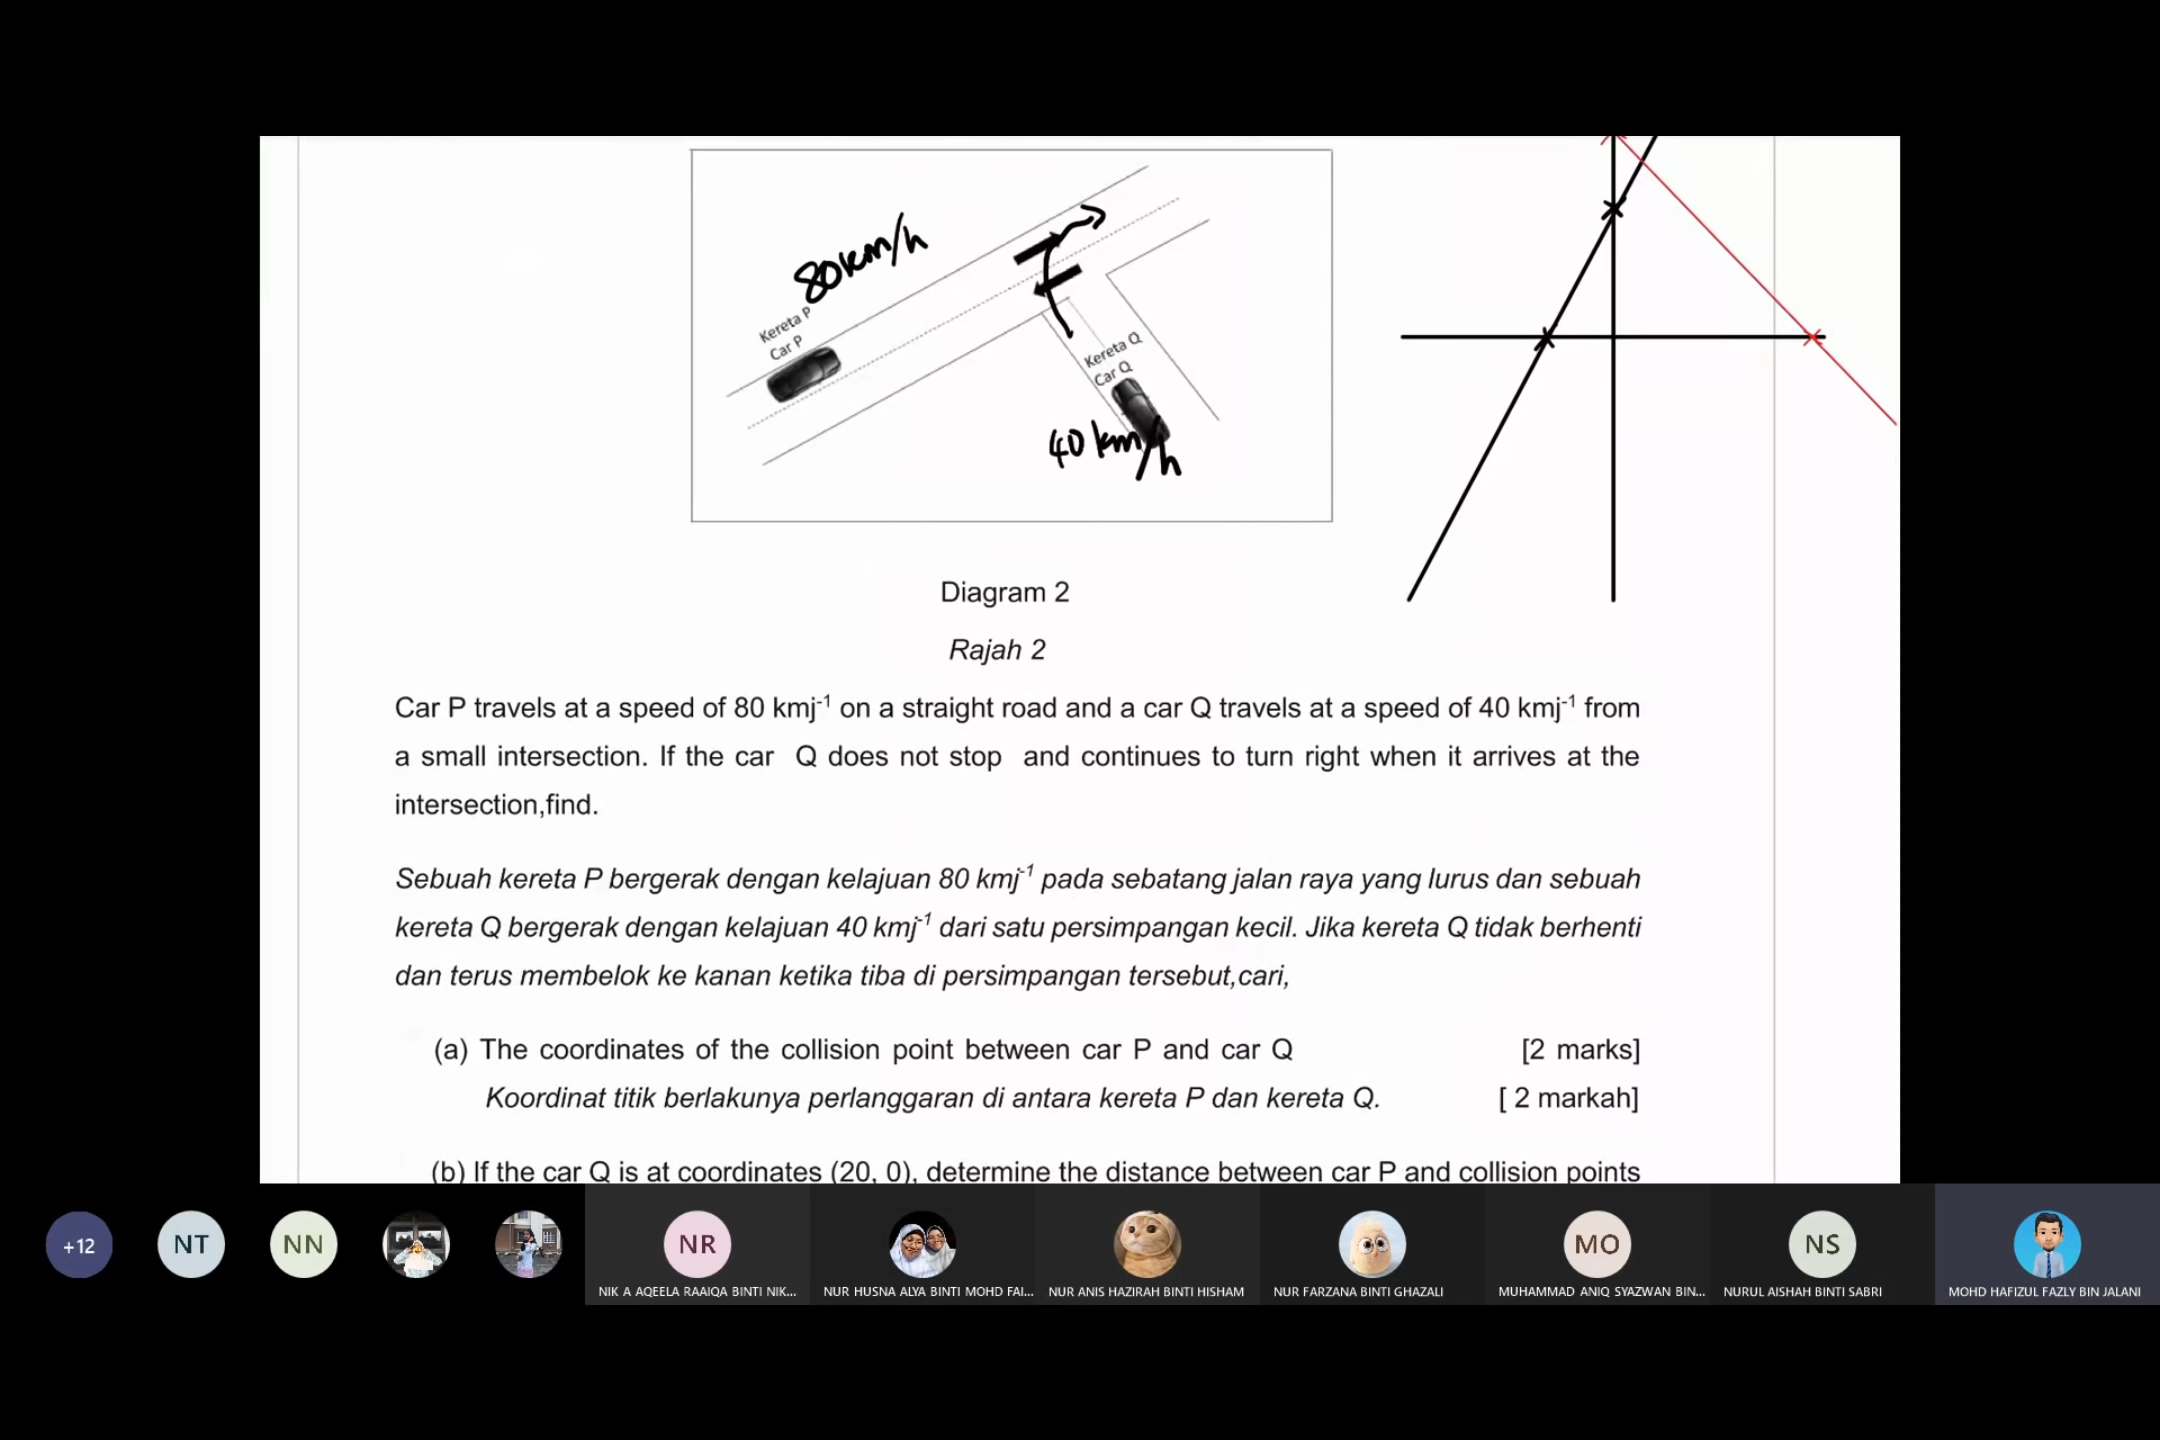 80km/h
Kereta P
Car P
Kereta Q
Car Q
40 km/h
Diagram 2
Rajah 2
Car P travels at a speed of 80 kmj-1 on a straight road and a car Q travels at a speed of 40 kmj-1 from
a small intersection. If the car Q does not stop and continues to turn right when it arrives at the
intersection,find.
Sebuah kereta P bergerak dengan kelajuan 80 kmj-1 pada sebatang jalan raya yang lurus dan sebuah
kereta Q bergerak dengan kelajuan 40 kmj-1 dari satu persimpangan kecil. Jika kereta Q tidak berhenti
dan terus membelok ke kanan ketika tiba di persimpangan tersebut,cari,
(a) The coordinates of the collision point between car P and car Q [2 marks]
Koordinat titik berlakunya perlanggaran di antara kereta P dan kereta Q. [ 2 markah]
(b) If the car Q is at coordinates (20, 0), determine the distance between car P and collision points
+12
NT
NN
NR
MO
NS
NIK A AQEELA RAAIQA BINTI NIK...
NUR HUSNA ALYA BINTI MOHD FAI...
NUR ANIS HAZIRAH BINTI HISHAM
NUR FARZANA BINTI GHAZALI
MUHAMMAD ANIQ SYAZWAN BIN...
NURUL AISHAH BINTI SABRI
MOHD HAFIZUL FAZLY BIN JALANI